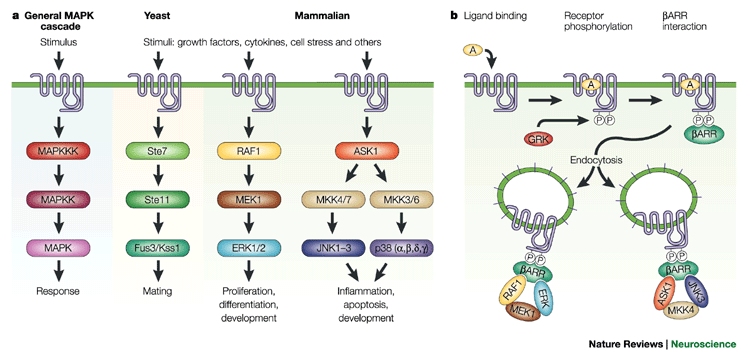 a
General MAPK
cascade
Yeast
Mammalian
Stimulus
Stimuli: growth factors, cytokines, cell stress and others
MAPKKK
Ste7
RAF1
ASK1
MAPKK
Ste11
MEK1
MKK4/7
MKK3/6
MAPK
Fus3/Kss1
ERK1/2
JNK1–3
p38 (α,β,δ,γ)
Response
Mating
Proliferation,
differentiation,
development
Inflammation,
apoptosis,
development
b
Ligand binding
Receptor
phosphorylation
βARR
interaction
A
A
A
P P
P P
GRK
βARR
Endocytosis
P P
βARR
RAF1
ERK
MEK1
P P
βARR
ASK1
JNK3
MKK4
Nature Reviews | Neuroscience